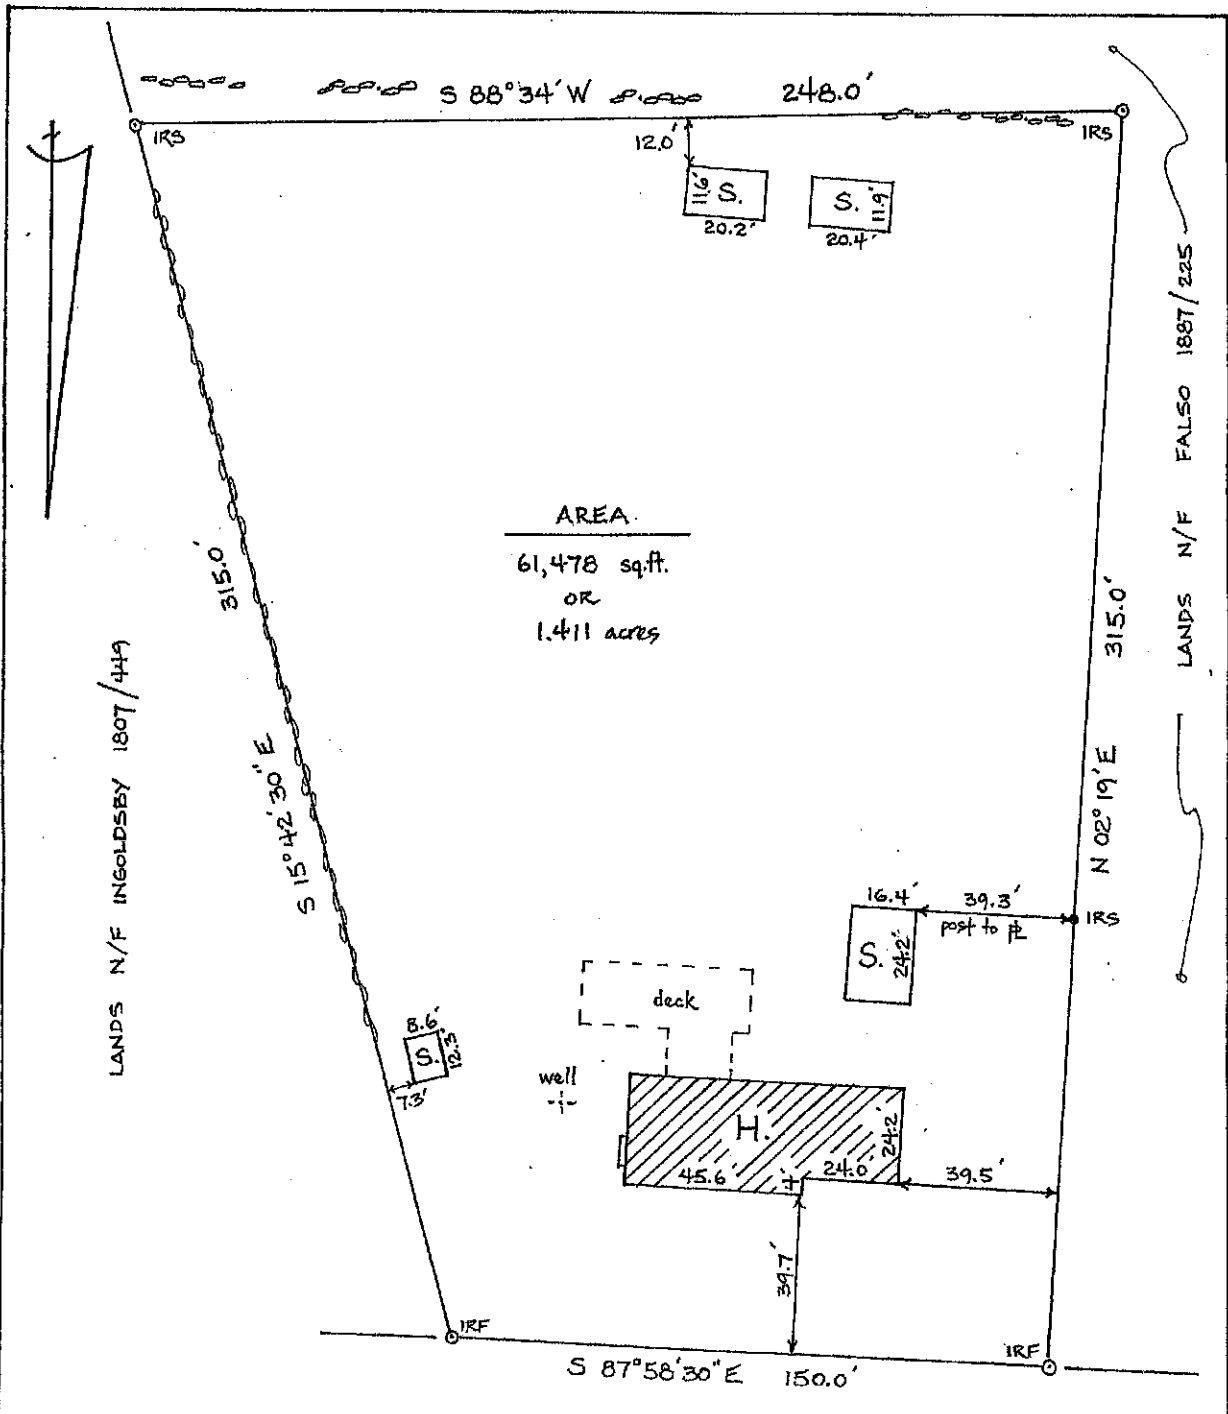 S 88°34' W 248.0'
IRS
IRS
12.0'
11.6' S.
20.2'
S. 11.9'
20.4'
LANDS N/F FALSO 1887/225
AREA
61,478 sq.ft.
OR
1.411 acres
315.0'
S 15°42'30" E
LANDS N/F INGOLDSBY 1807/449
315.0'
N 02°19'E
16.4'
39.3'
post to PL
IRS
S. 24.2'
deck
8.6'
S. 12.3'
7.3'
well
H.
24.2'
45.6'
24.0'
39.5'
39.7'
IRF
IRF
S 87°58'30" E 150.0'